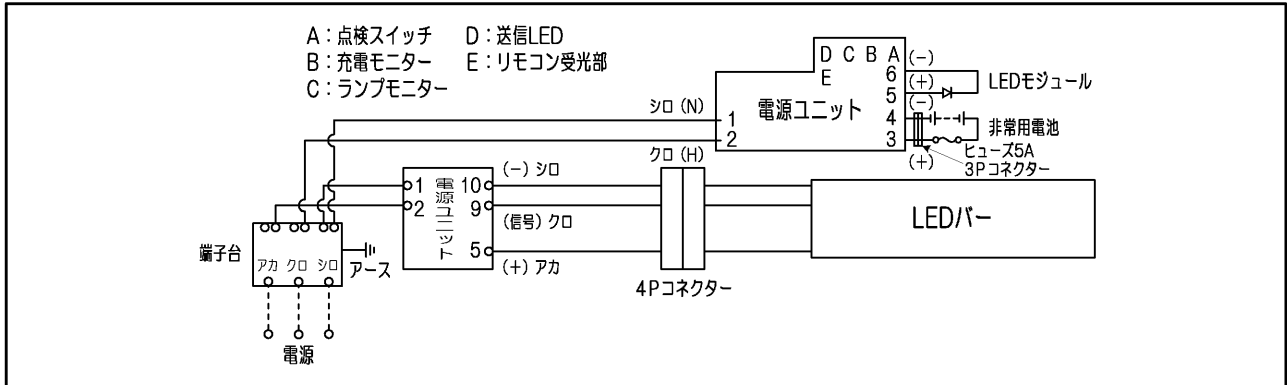 A：点検スイッチ　D：送信LED
B：充電モニター　E：リモコン受光部
C：ランプモニター
D C B A
E
(-)
6
(+)
5
(-)
LEDモジュール
シロ (N)
1
電源ユニット
4
2
3
非常用電池
ヒューズ5A
3Pコネクター
クロ (H)
(+)
1
電源ユニット
10
(-) シロ
2
9
(信号) クロ
5
(+) アカ
LEDバー
4Pコネクター
端子台
アカ クロ シロ
アース
電源